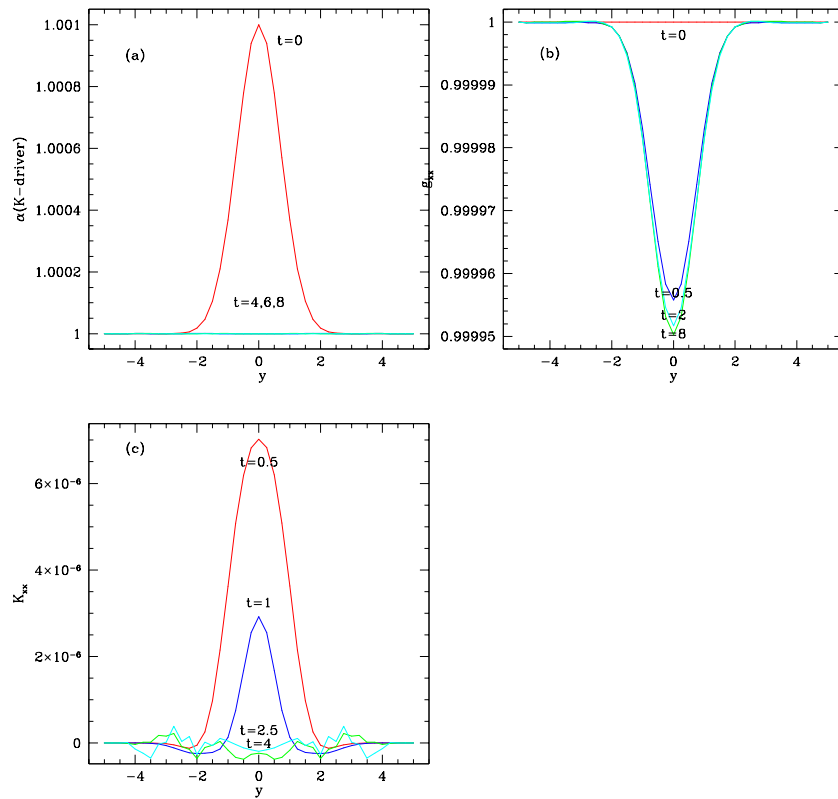 (a)
t=0
t=4,6,8
1.001
1.0008
1.0006
1.0004
1.0002
1
−4
−2
0
2
4
y
α(K−driver)
(b)
t=0
t=0.5
t=2
t=8
1
0.99999
0.99998
0.99997
0.99996
0.99995
−4
−2
0
2
4
y
gxx
(c)
t=0.5
t=1
t=2.5
t=4
6×10⁻⁶
4×10⁻⁶
2×10⁻⁶
0
−4
−2
0
2
4
y
Kxx